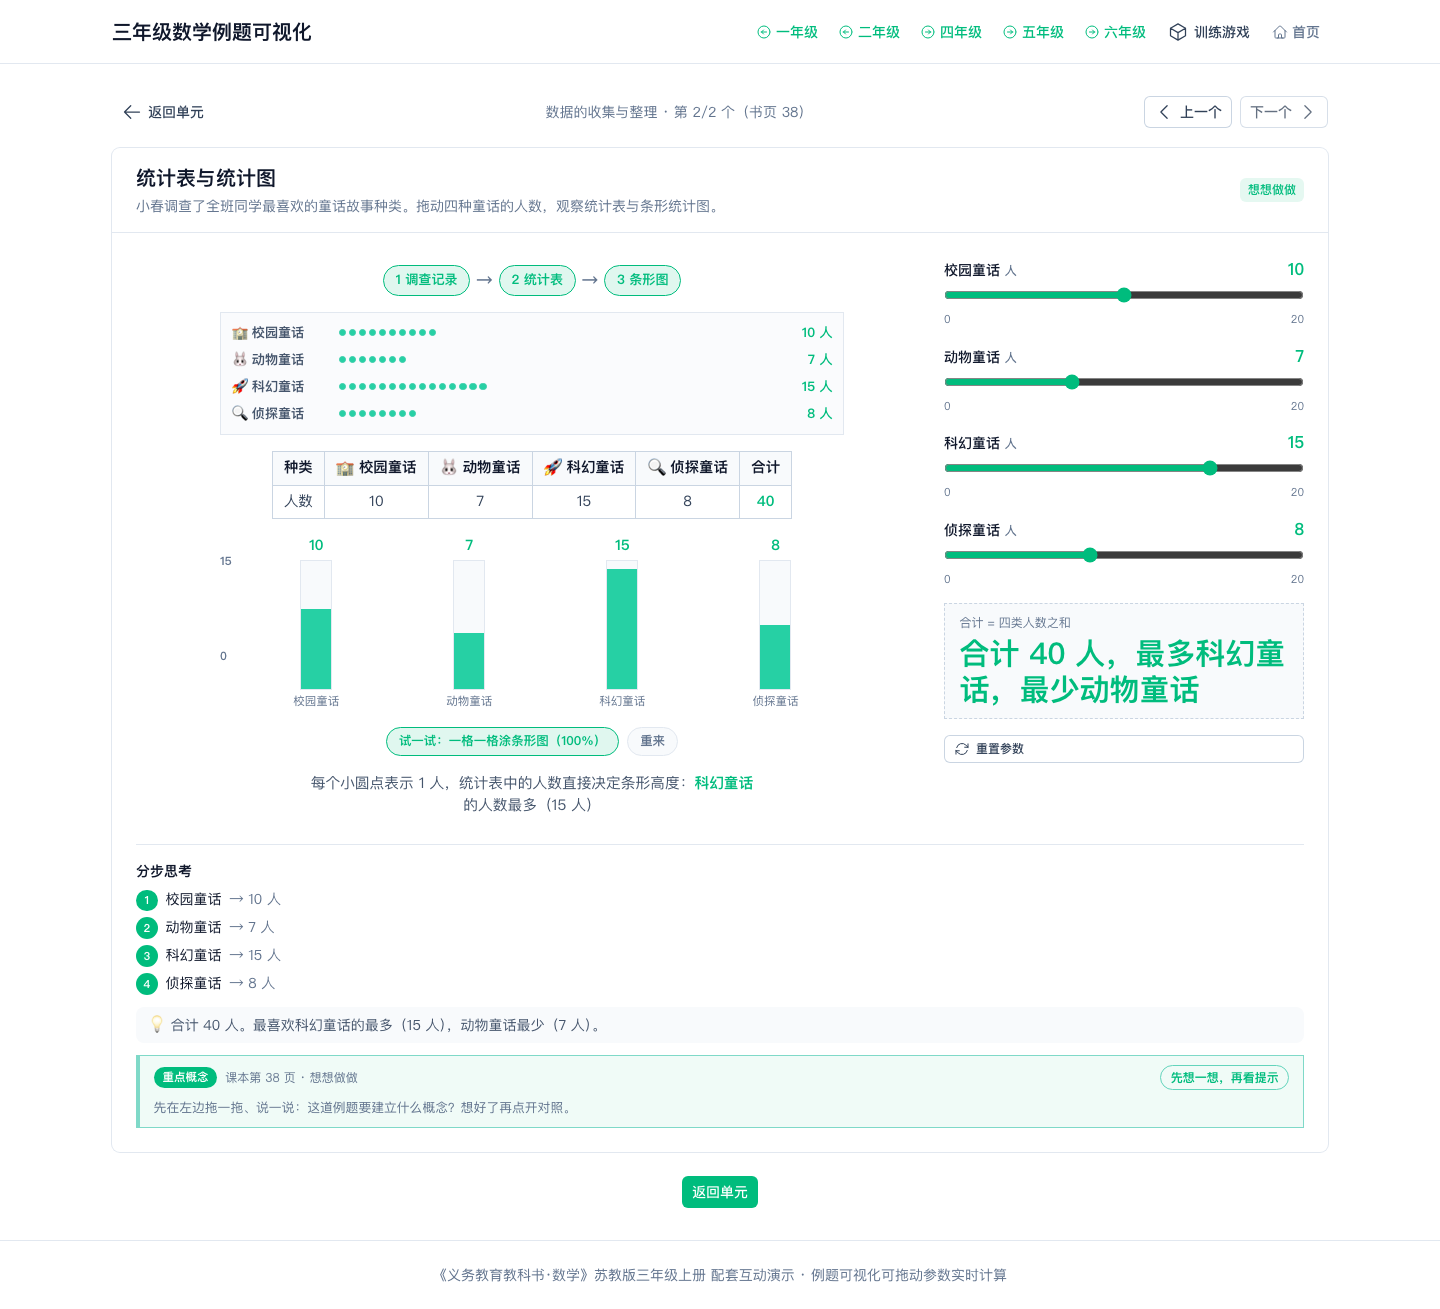 三年级数学例题可视化
一年级 二年级 四年级 五年级 六年级 训练游戏 首页
返回单元
数据的收集与整理 · 第 2/2 个（书页 38）
上一个 下一个
统计表与统计图
小春调查了全班同学最喜欢的童话故事种类。拖动四种童话的人数，观察统计表与条形统计图。
想想做做
1 调查记录 → 2 统计表 → 3 条形图
校园童话 10 人
动物童话 7 人
科幻童话 15 人
侦探童话 8 人
种类 校园童话 动物童话 科幻童话 侦探童话 合计
人数 10 7 15 8 40
10 7 15 8
15
0
校园童话 动物童话 科幻童话 侦探童话
试一试：一格一格涂条形图（100%） 重来
每个小圆点表示 1 人，统计表中的人数直接决定条形高度：科幻童话
的人数最多（15 人）
校园童话 人 10
0 20
动物童话 人 7
0 20
科幻童话 人 15
0 20
侦探童话 人 8
0 20
合计 = 四类人数之和
合计 40 人，最多科幻童
话，最少动物童话
重置参数
分步思考
1 校园童话 → 10 人
2 动物童话 → 7 人
3 科幻童话 → 15 人
4 侦探童话 → 8 人
合计 40 人。最喜欢科幻童话的最多（15 人），动物童话最少（7 人）。
重点概念 课本第 38 页 · 想想做做
先想一想，再看提示
先在左边拖一拖、说一说：这道例题要建立什么概念？想好了再点开对照。
返回单元
《义务教育教科书·数学》苏教版三年级上册 配套互动演示 · 例题可视化可拖动参数实时计算